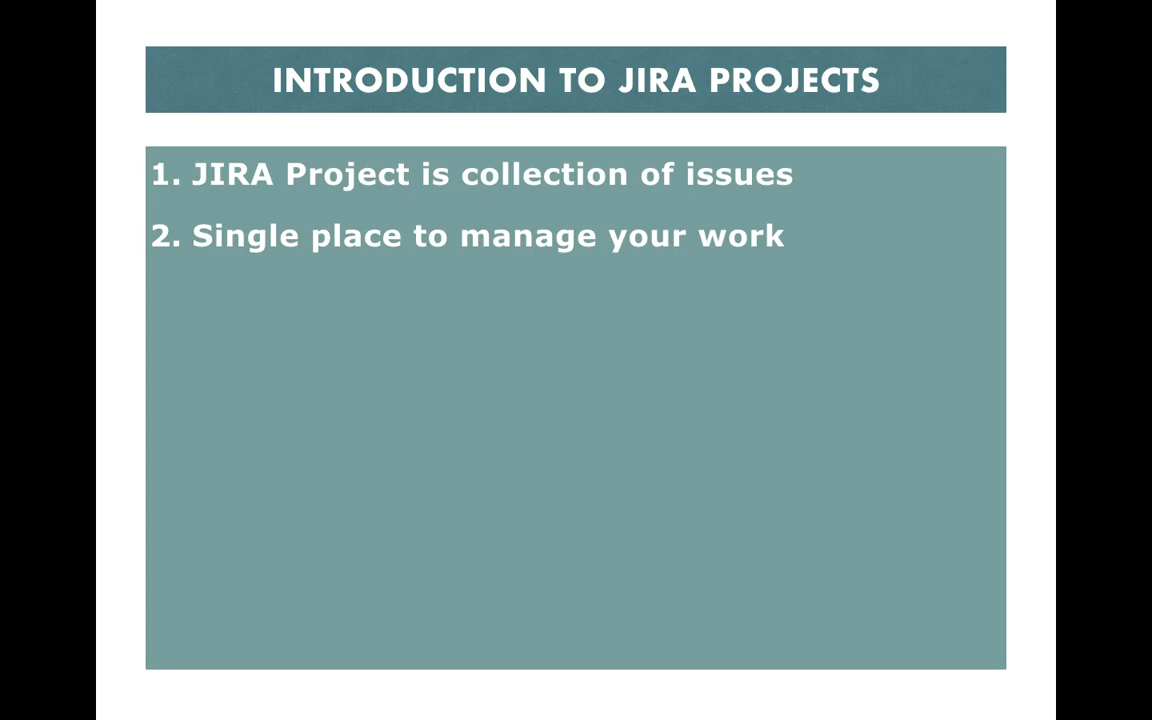 INTRODUCTION TO JIRA PROJECTS
1. JIRA Project is collection of issues
2. Single place to manage your work